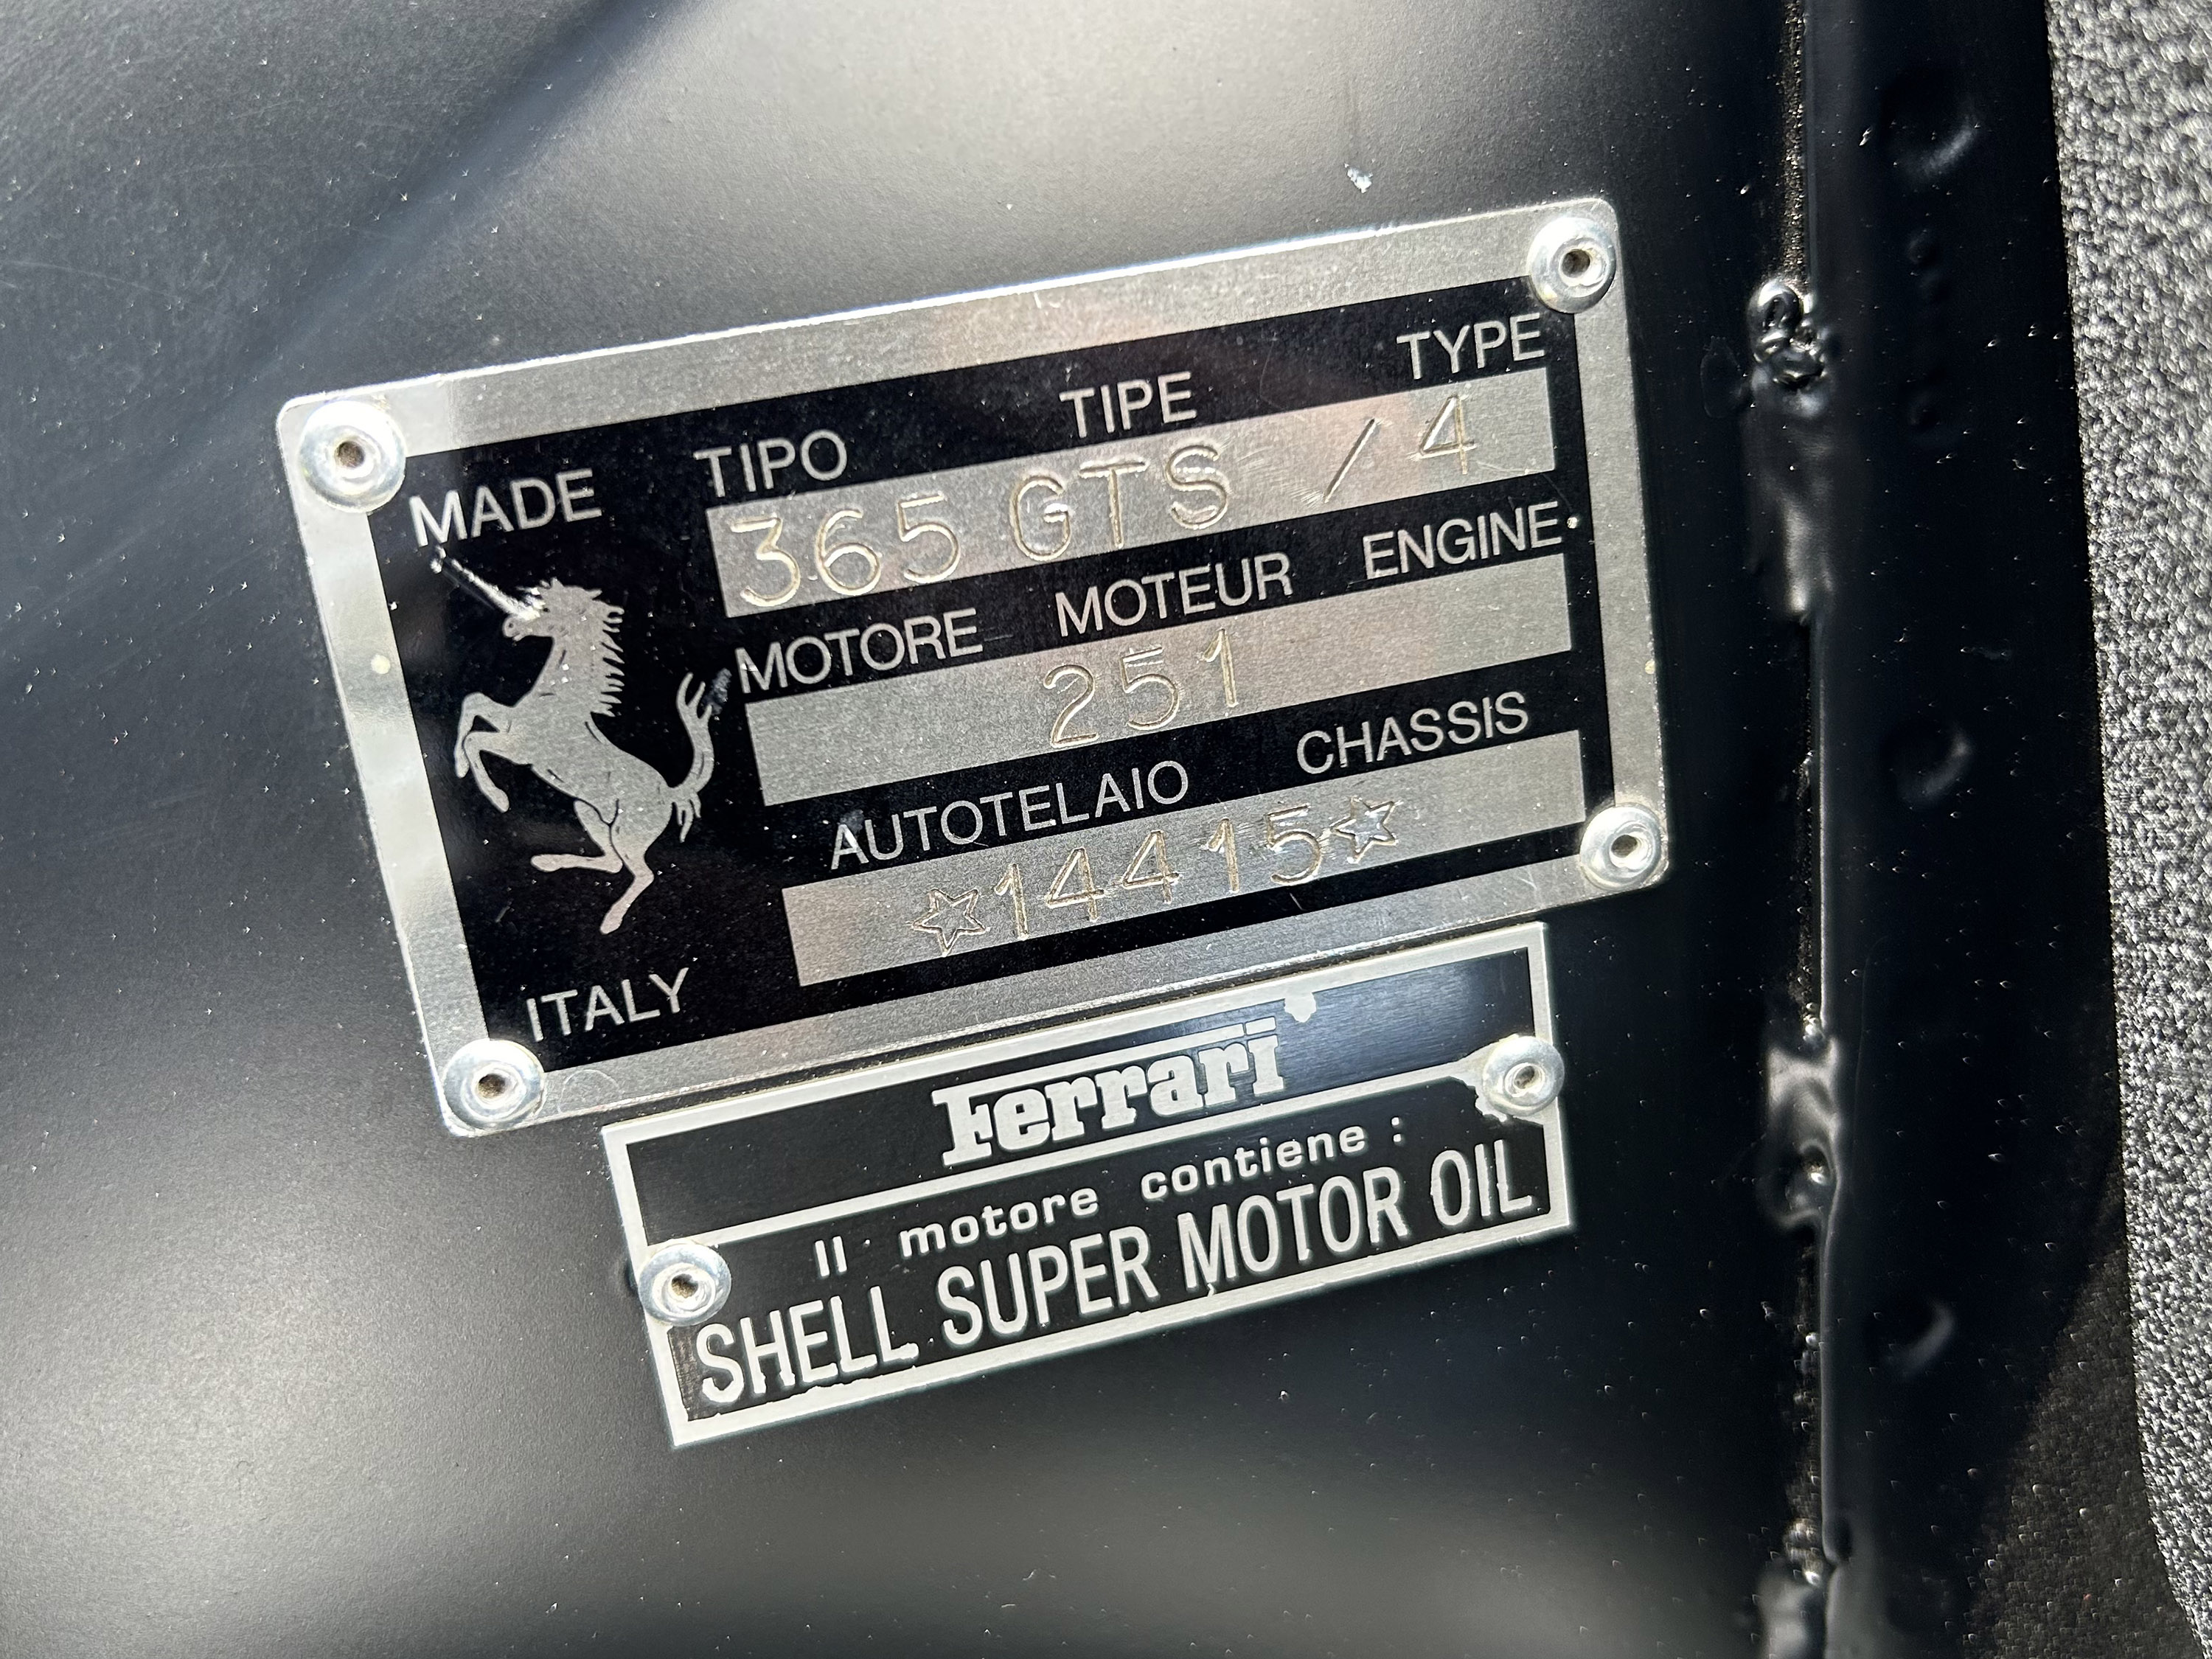 MADE
ITALY
TIPO TIPE TYPE
365 GTS / 4
MOTORE MOTEUR ENGINE
251
AUTOTELAIO CHASSIS
☆14415☆
Ferrari
Il motore contiene :
SHELL SUPER MOTOR OIL